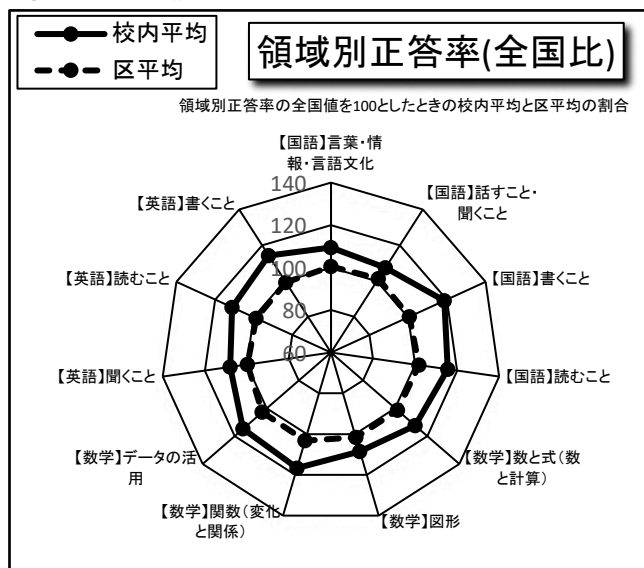 校内平均
区平均
領域別正答率(全国比)
領域別正答率の全国値を100としたときの校内平均と区平均の割合
【国語】言葉・情
報・言語文化
【国語】話すこと・
聞くこと
【国語】書くこと
【国語】読むこと
【数学】数と式(数
と計算)
【数学】図形
【数学】関数(変化
と関係)
【数学】データの活
用
【英語】聞くこと
【英語】読むこと
【英語】書くこと
140
120
100
80
60